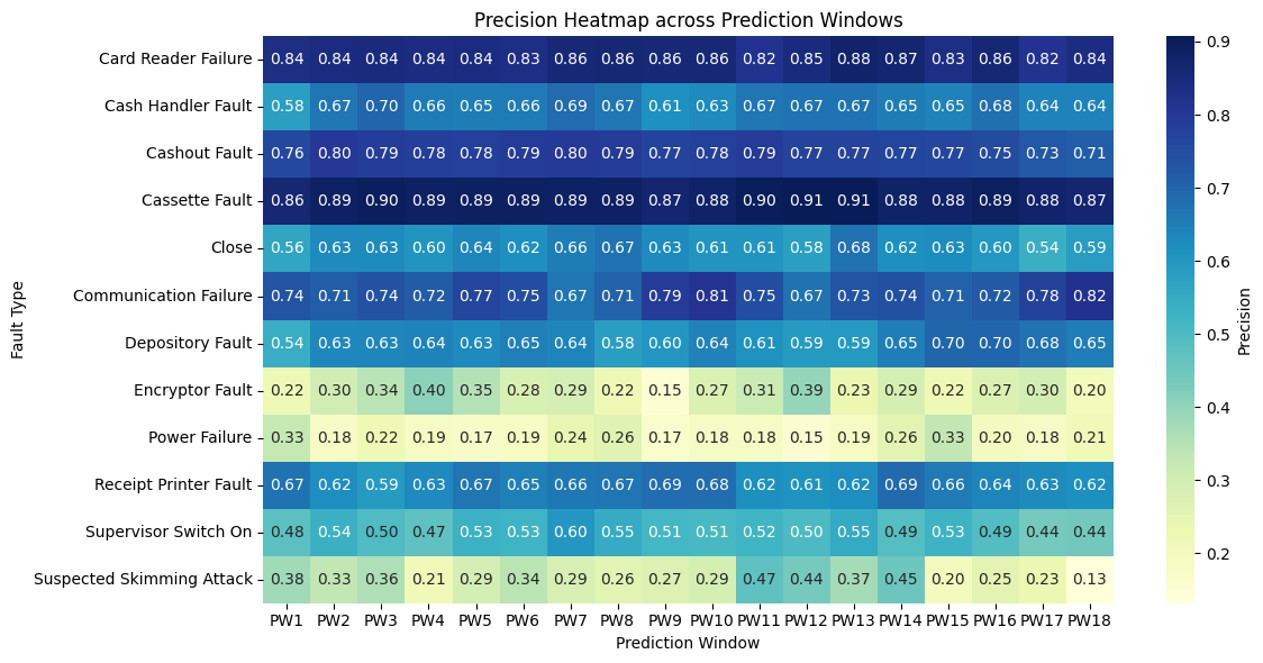 Precision Heatmap across Prediction Windows
Card Reader Failure 0.84 0.84 0.84 0.84 0.84 0.83 0.86 0.86 0.86 0.86 0.82 0.85 0.88 0.87 0.83 0.86 0.82 0.84
Cash Handler Fault 0.58 0.67 0.70 0.66 0.65 0.66 0.69 0.67 0.61 0.63 0.67 0.67 0.67 0.65 0.65 0.68 0.64 0.64
Cashout Fault 0.76 0.80 0.79 0.78 0.78 0.79 0.80 0.79 0.77 0.78 0.79 0.77 0.77 0.77 0.77 0.75 0.73 0.71
Cassette Fault 0.86 0.89 0.90 0.89 0.89 0.89 0.89 0.89 0.87 0.88 0.90 0.91 0.91 0.88 0.88 0.89 0.88 0.87
Close 0.56 0.63 0.63 0.60 0.64 0.62 0.66 0.67 0.63 0.61 0.61 0.58 0.68 0.62 0.63 0.60 0.54 0.59
Communication Failure 0.74 0.71 0.74 0.72 0.77 0.75 0.67 0.71 0.79 0.81 0.75 0.67 0.73 0.74 0.71 0.72 0.78 0.82
Depository Fault 0.54 0.63 0.63 0.64 0.63 0.65 0.64 0.58 0.60 0.64 0.61 0.59 0.59 0.65 0.70 0.70 0.68 0.65
Encryptor Fault 0.22 0.30 0.34 0.40 0.35 0.28 0.29 0.22 0.15 0.27 0.31 0.39 0.23 0.29 0.22 0.27 0.30 0.20
Power Failure 0.33 0.18 0.22 0.19 0.17 0.19 0.24 0.26 0.17 0.18 0.18 0.15 0.19 0.26 0.33 0.20 0.18 0.21
Receipt Printer Fault 0.67 0.62 0.59 0.63 0.67 0.65 0.66 0.67 0.69 0.68 0.62 0.61 0.62 0.69 0.66 0.64 0.63 0.62
Supervisor Switch On 0.48 0.54 0.50 0.47 0.53 0.53 0.60 0.55 0.51 0.51 0.52 0.50 0.55 0.49 0.53 0.49 0.44 0.44
Suspected Skimming Attack 0.38 0.33 0.36 0.21 0.29 0.34 0.29 0.26 0.27 0.29 0.47 0.44 0.37 0.45 0.20 0.25 0.23 0.13
PW1 PW2 PW3 PW4 PW5 PW6 PW7 PW8 PW9 PW10 PW11 PW12 PW13 PW14 PW15 PW16 PW17 PW18
Prediction Window
Fault Type
0.9
0.8
0.7
0.6
0.5
0.4
0.3
0.2
Precision